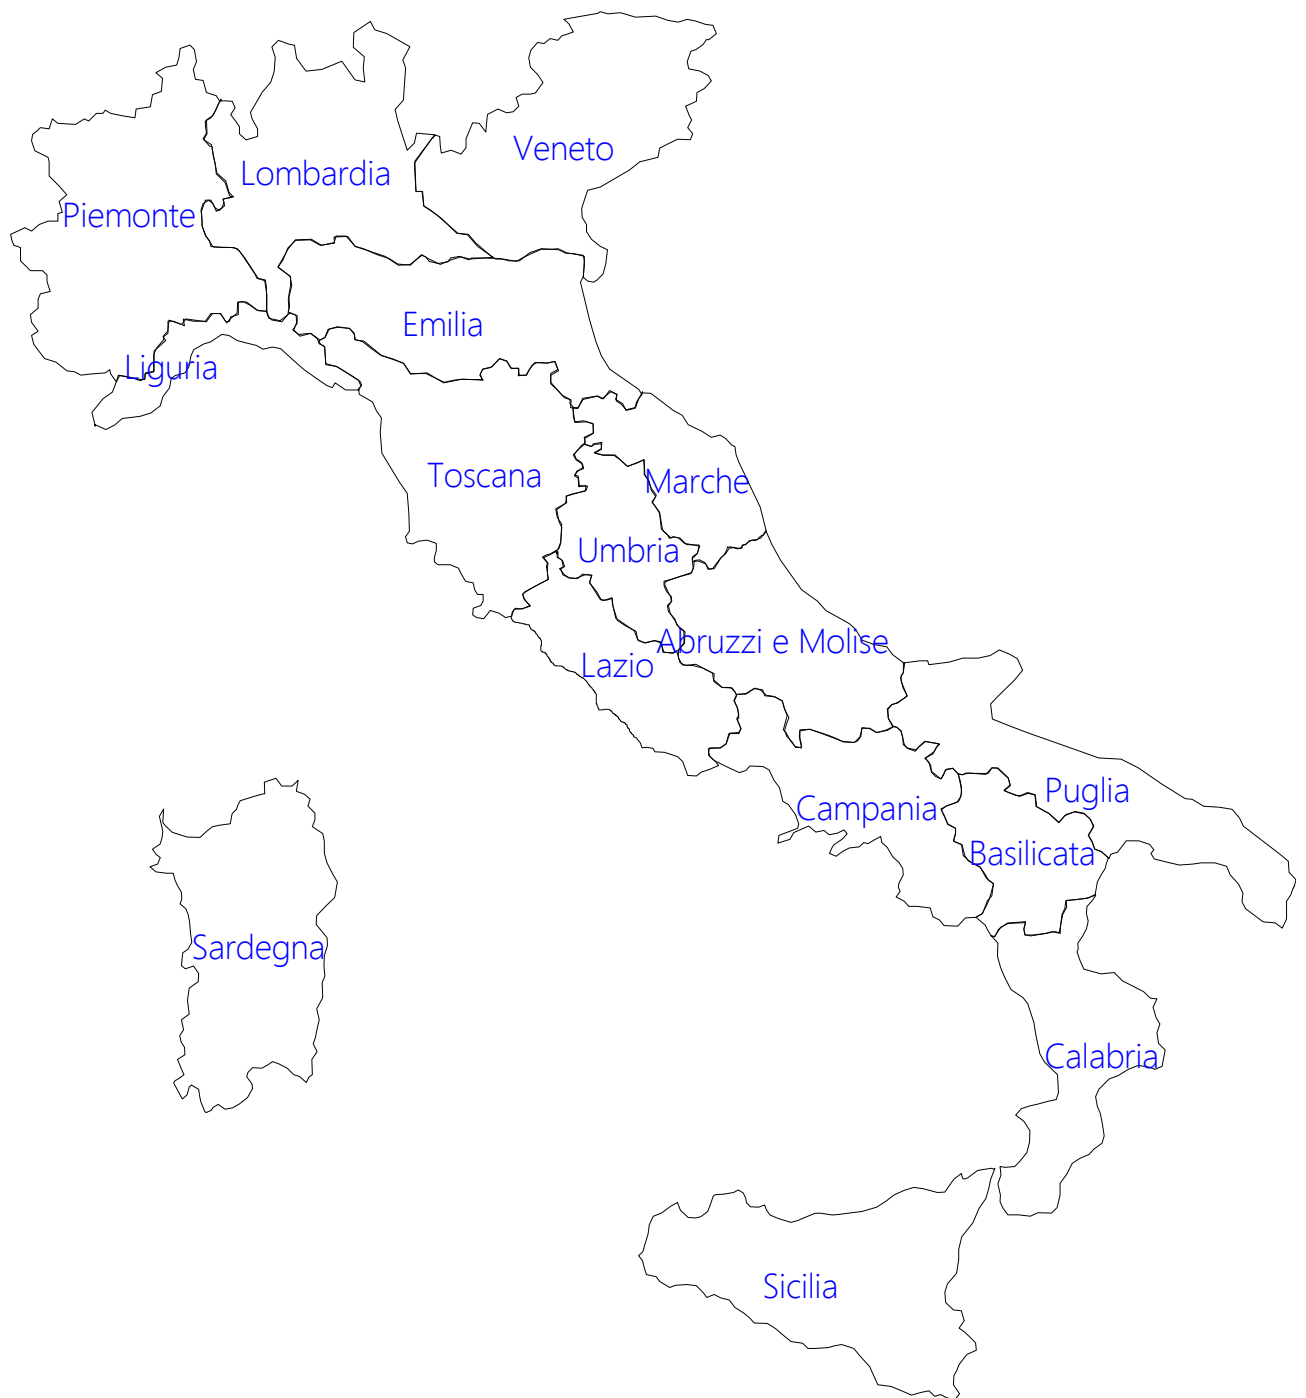 Veneto
Lombardia
Piemonte
Emilia
Liguria
Toscana
Marche
Umbria
Abruzzi e Molise
Lazio
Puglia
Campania
Basilicata
Sardegna
Calabria
Sicilia